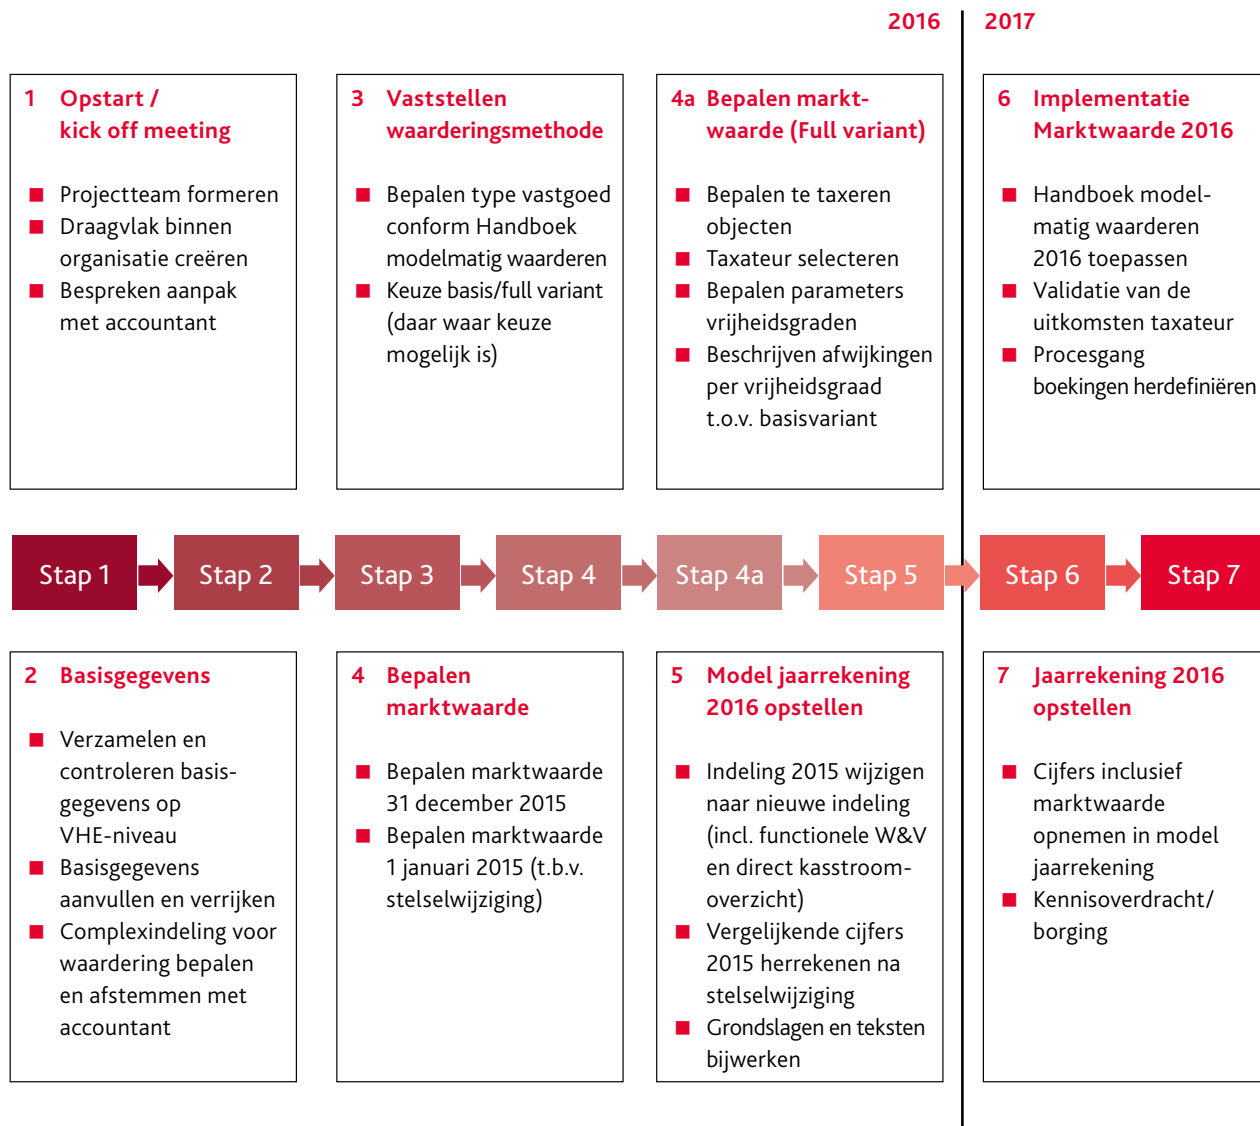 2016
2017
1 Opstart /
kick off meeting
■ Projectteam formeren
■ Draagvlak binnen
organisatie creëren
■ Bespreken aanpak
met accountant
3 Vaststellen
waarderingsmethode
■ Bepalen type vastgoed
conform Handboek
modelmatig waarderen
■ Keuze basis/full variant
(daar waar keuze
mogelijk is)
4a Bepalen markt-
waarde (Full variant)
■ Bepalen te taxeren
objecten
■ Taxateur selecteren
■ Bepalen parameters
vrijheidsgraden
■ Beschrijven afwijkingen
per vrijheidsgraad
t.o.v. basisvariant
6 Implementatie
Marktwaarde 2016
■ Handboek model-
matig waarderen
2016 toepassen
■ Validatie van de
uitkomsten taxateur
■ Procesgang
boekingen herdefiniëren
Stap 1
Stap 2
Stap 3
Stap 4
Stap 4a
Stap 5
Stap 6
Stap 7
2 Basisgegevens
■ Verzamelen en
controleren basis-
gegevens op
VHE-niveau
■ Basisgegevens
aanvullen en verrijken
■ Complexindeling voor
waardering bepalen
en afstemmen met
accountant
4 Bepalen
marktwaarde
■ Bepalen marktwaarde
31 december 2015
■ Bepalen marktwaarde
1 januari 2015 (t.b.v.
stelselwijziging)
5 Model jaarrekening
2016 opstellen
■ Indeling 2015 wijzigen
naar nieuwe indeling
(incl. functionele W&V
en direct kasstroom-
overzicht)
■ Vergelijkende cijfers
2015 herrekenen na
stelselwijziging
■ Grondslagen en teksten
bijwerken
7 Jaarrekening 2016
opstellen
■ Cijfers inclusief
marktwaarde
opnemen in model
jaarrekening
■ Kennisoverdracht/
borging